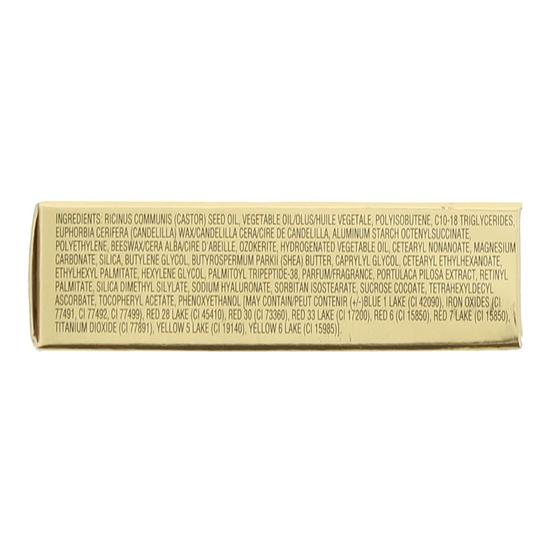 INGREDIENTS: RICINUS COMMUNIS (CASTOR) SEED OIL, VEGETABLE OIL/OLUS/HUILE VEGETALE, POLYISOBUTENE, C10-18 TRIGLYCERIDES,
EUPHORBIA CERIFERA (CANDELILLA) WAX/CANDELILLA CERA/CIRE DE CANDELILLA, ALUMINUM STARCH OCTENYLSUCCINATE,
POLYETHYLENE, BEESWAX/CERA ALBA/CIRE D'ABEILLE, OZOKERITE, HYDROGENATED VEGETABLE OIL, CETEARYL NONANOATE, MAGNESIUM
CARBONATE, SILICA, BUTYLENE GLYCOL, BUTYROSPERMUM PARKII (SHEA) BUTTER, CAPRYLYL GLYCOL, CETEARYL ETHYLHEXANOATE,
ETHYLHEXYL PALMITATE, HEXYLENE GLYCOL, PALMITOYL TRIPEPTIDE-38, PARFUM/FRAGRANCE, PORTULACA PILOSA EXTRACT, RETINYL
PALMITATE, SILICA DIMETHYL SILYLATE, SODIUM HYALURONATE, SORBITAN ISOSTEARATE, SUCROSE COCOATE, TETRAHEXYLDECYL
ASCORBATE, TOCOPHERYL ACETATE, PHENOXYETHANOL [MAY CONTAIN/PEUT CONTENIR (+/-) BLUE 1 LAKE (CI 42090), IRON OXIDES (CI
77491, CI 77492, CI 77499), RED 28 LAKE (CI 45410), RED 30 (CI 73360), RED 33 LAKE (CI 17200), RED 6 (CI 15850), RED 7 LAKE (CI 15850),
TITANIUM DIOXIDE (CI 77891), YELLOW 5 LAKE (CI 19140), YELLOW 6 LAKE (CI 15985)].